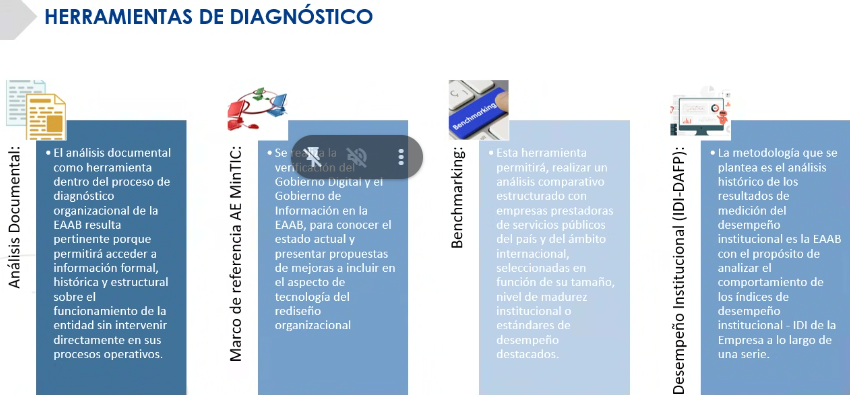 HERRAMIENTAS DE DIAGNÓSTICO
Análisis Documental:
• El análisis documental
como herramienta
dentro del proceso de
diagnóstico
organizacional de la
EAAB resulta
pertinente porque
permitirá acceder a
información formal,
histórica y estructural
sobre el
funcionamiento de la
entidad sin intervenir
directamente en sus
procesos operativos.
Marco de referencia AE MinTIC:
• Se la
verificación del
Gobierno Digital y el
Gobierno de
Información en la
EAAB, para conocer el
estado actual y
presentar propuestas
de mejoras a incluir en
el aspecto de
tecnología del
rediseño
organizacional
Benchmarking
Benchmarking:
• Esta herramienta
permitirá, realizar un
análisis comparativo
estructurado con
empresas prestadoras
de servicios públicos
del país y del ámbito
internacional,
seleccionadas en
función de su tamaño,
nivel de madurez
institucional o
estándares de
desempeño
destacados.
Desempeño Institucional (IDI-DAFP):
• La metodología que se
plantea es el análisis
histórico de los
resultados de
medición del
desempeño
institucional es la EAAB
con el propósito de
analizar el
comportamiento de
los índices de
desempeño
institucional - IDI de la
Empresa a lo largo de
una serie.